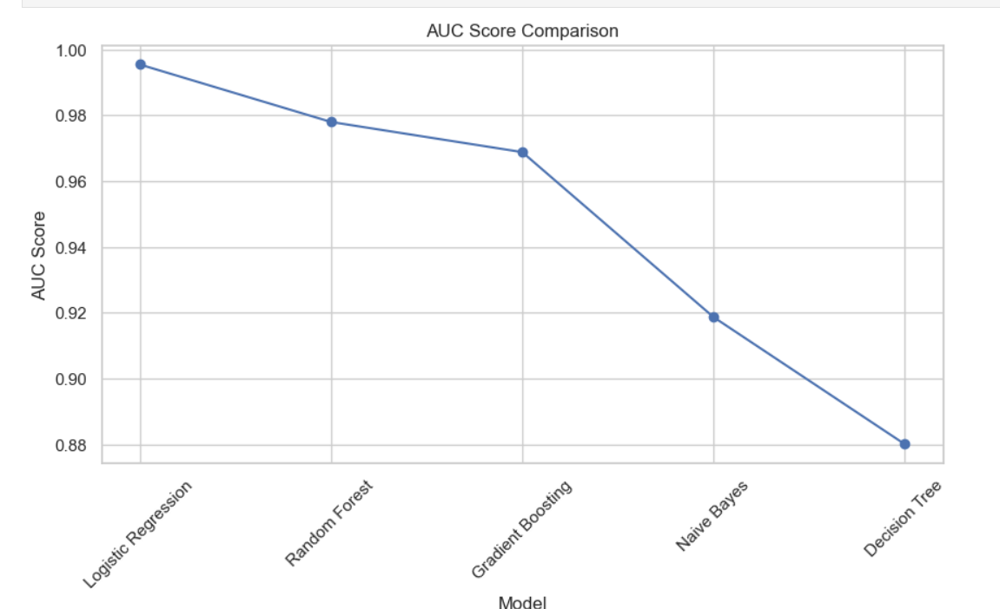 AUC Score Comparison
1.00
0.98
0.96
0.94
0.92
0.90
0.88
AUC Score
Logistic Regression
Random Forest
Gradient Boosting
Naive Bayes
Decision Tree
Model